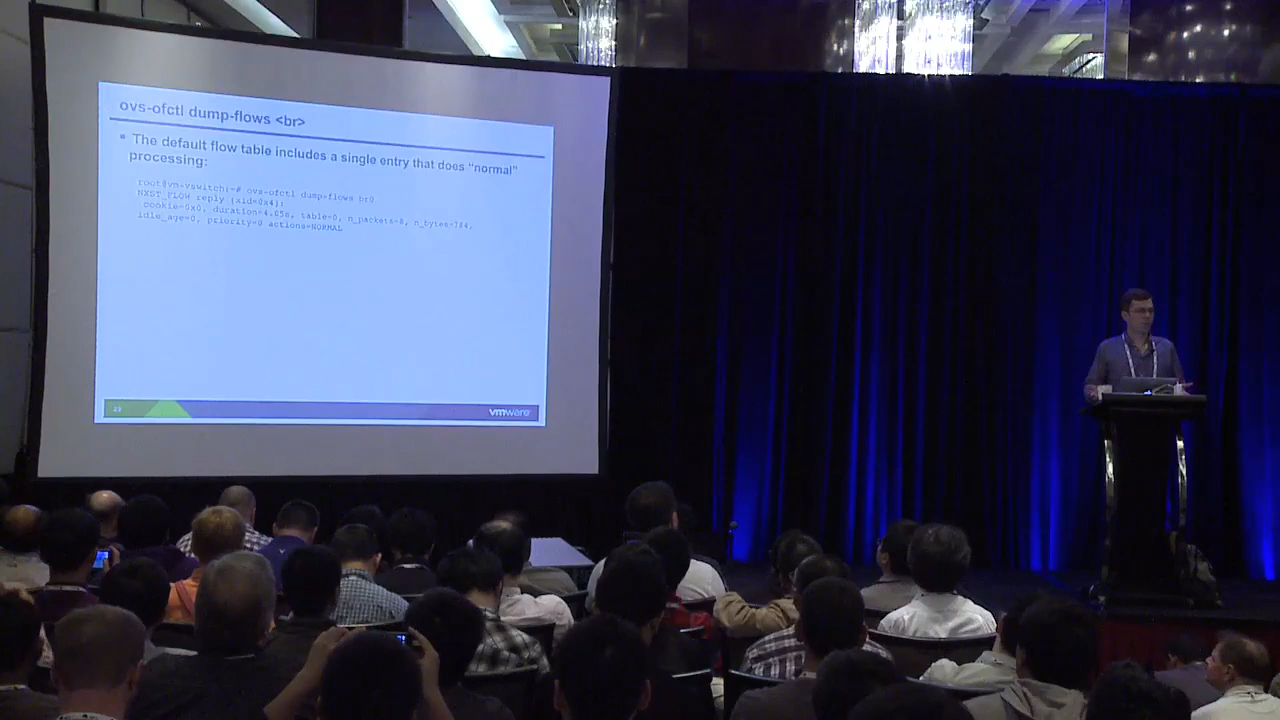 ovs-ofctl dump-flows <br>
▪ The default flow table includes a single entry that does “normal”
processing:
root@vm-vswitch:~# ovs-ofctl dump-flows br0
NXST_FLOW reply (xid=0x4):
cookie=0x0, duration=4.05s, table=0, n_packets=8, n_bytes=784,
idle_age=0, priority=0 actions=NORMAL
23
vmware